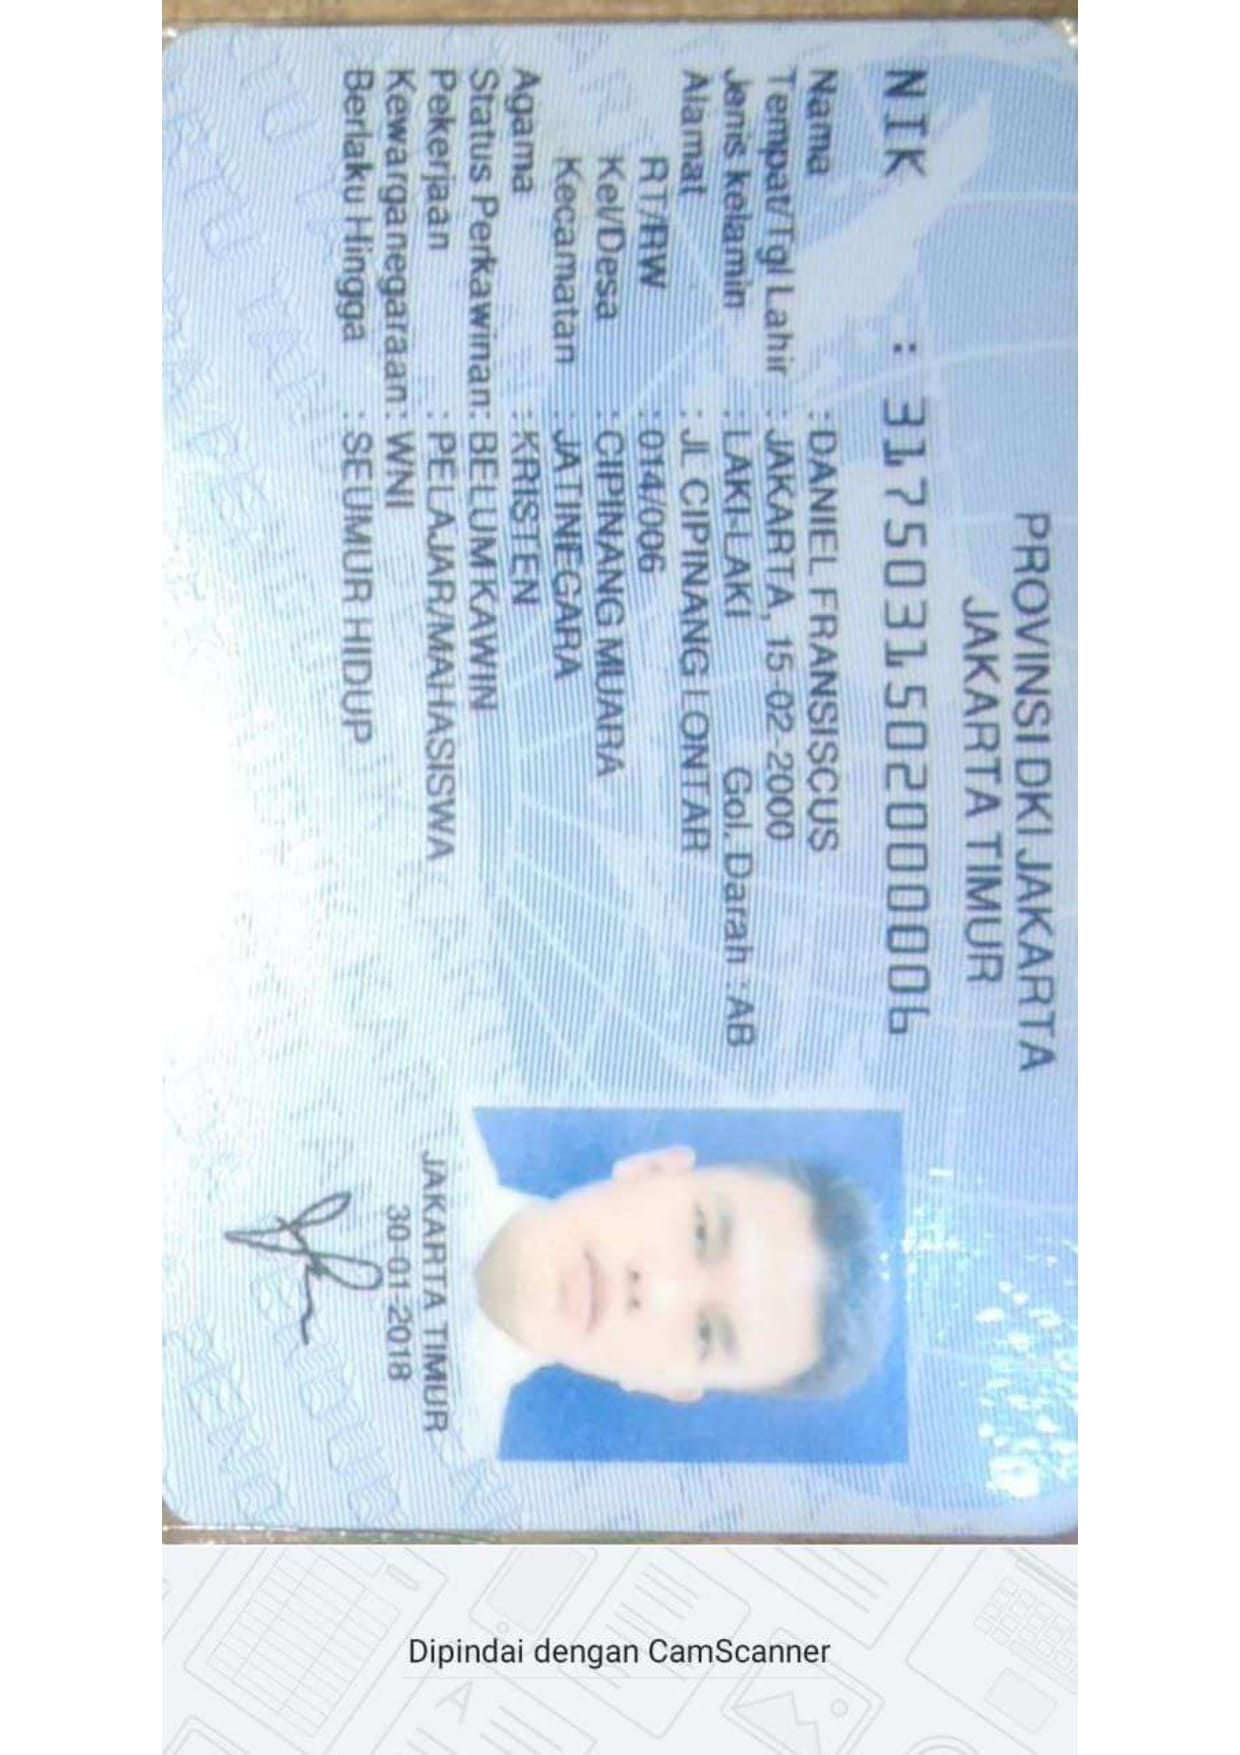 PROVINSI DKI JAKARTA
JAKARTA TIMUR
NIK : 3175031502000006
Nama : DANIEL FRANSISCUS
Tempat/Tgl Lahir : JAKARTA, 15-02-2000
Jenis kelamin : LAKI-LAKI Gol. Darah : AB
Alamat : JL CIPINANG LONTAR
RT/RW : 014/006
Kel/Desa : CIPINANG MUARA
Kecamatan : JATINEGARA
Agama : KRISTEN
Status Perkawinan: BELUM KAWIN
Pekerjaan : PELAJAR/MAHASISWA
Kewarganegaraan: WNI
Berlaku Hingga : SEUMUR HIDUP
JAKARTA TIMUR
30-01-2018
Dipindai dengan CamScanner